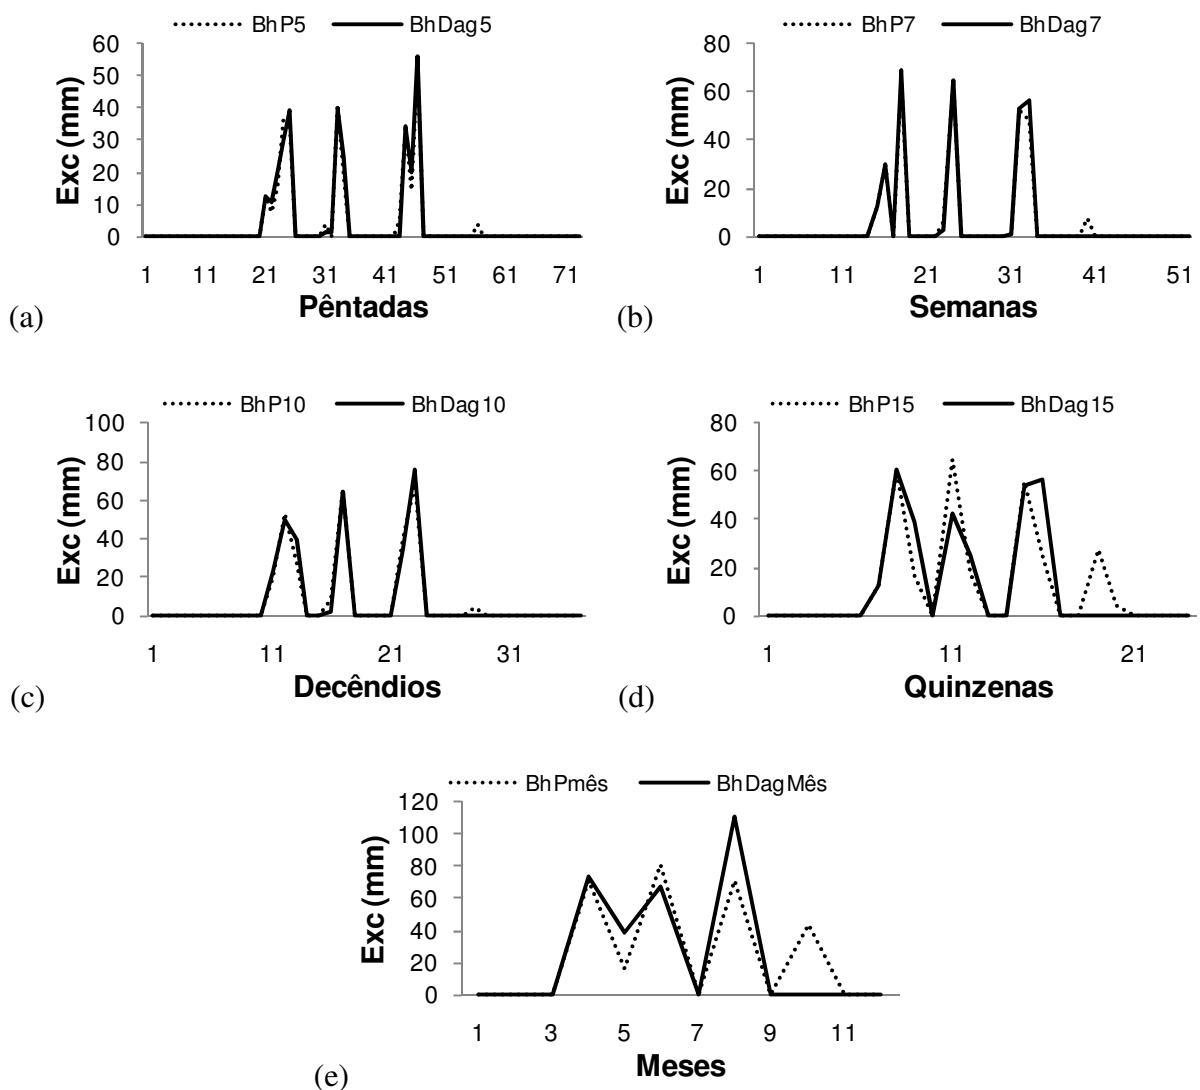 BhP5 BhDag5
Exc (mm)
60
50
40
30
20
10
0
1 11 21 31 41 51 61 71
Pêntadas
(a)
BhP7 BhDag7
Exc (mm)
80
60
40
20
0
1 11 21 31 41 51
Semanas
(b)
BhP10 BhDag10
Exc (mm)
100
80
60
40
20
0
1 11 21 31
Decêndios
(c)
BhP15 BhDag15
Exc (mm)
80
60
40
20
0
1 11 21
Quinzenas
(d)
BhPmês BhDagMês
Exc (mm)
120
100
80
60
40
20
0
1 3 5 7 9 11
Meses
(e)